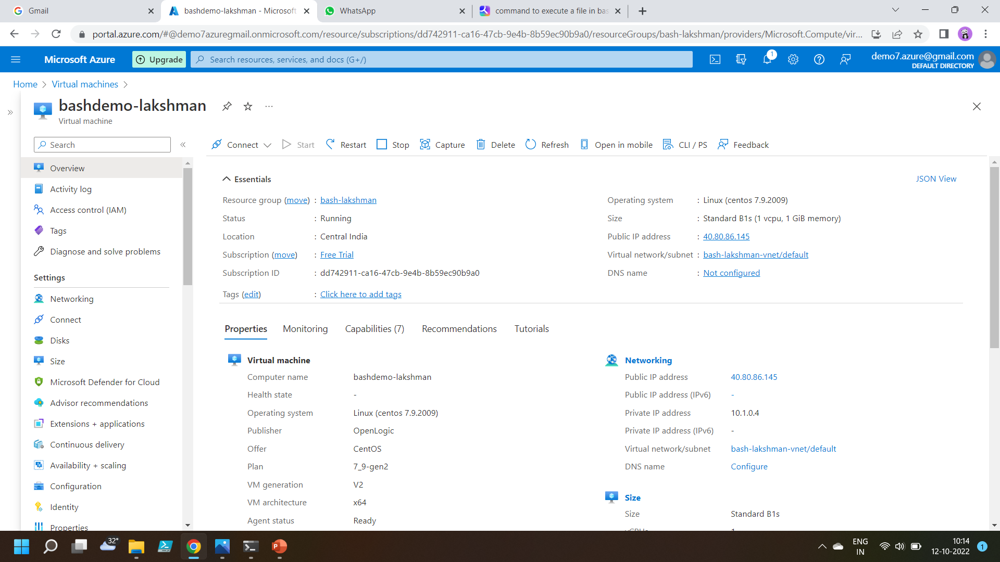 Gmail
bashdemo-lakshman - Microsoft
WhatsApp
command to execute a file in bas
portal.azure.com/#@demo7azuregmail.onmicrosoft.com/resource/subscriptions/dd742911-ca16-47cb-9e4b-8b59ec90b9a0/resourceGroups/bash-lakshman/providers/Microsoft.Compute/vir...
Microsoft Azure
Upgrade
Search resources, services, and docs (G+/)
1
demo7.azure@gmail.com
DEFAULT DIRECTORY
Home > Virtual machines >
bashdemo-lakshman
Virtual machine
Search
Connect
Start
Restart
Stop
Capture
Delete
Refresh
Open in mobile
CLI / PS
Feedback
Overview
Activity log
Access control (IAM)
Tags
Diagnose and solve problems
Settings
Networking
Connect
Disks
Size
Microsoft Defender for Cloud
Advisor recommendations
Extensions + applications
Continuous delivery
Availability + scaling
Configuration
Identity
Properties
Essentials
JSON View
Resource group (move) : bash-lakshman
Status : Running
Location : Central India
Subscription (move) : Free Trial
Subscription ID : dd742911-ca16-47cb-9e4b-8b59ec90b9a0
Tags (edit) : Click here to add tags
Operating system : Linux (centos 7.9.2009)
Size : Standard B1s (1 vcpu, 1 GiB memory)
Public IP address : 40.80.86.145
Virtual network/subnet : bash-lakshman-vnet/default
DNS name : Not configured
Properties
Monitoring
Capabilities (7)
Recommendations
Tutorials
Virtual machine
Computer name bashdemo-lakshman
Health state -
Operating system Linux (centos 7.9.2009)
Publisher OpenLogic
Offer CentOS
Plan 7_9-gen2
VM generation V2
VM architecture x64
Agent status Ready
Networking
Public IP address 40.80.86.145
Public IP address (IPv6) -
Private IP address 10.1.0.4
Private IP address (IPv6) -
Virtual network/subnet bash-lakshman-vnet/default
DNS name Configure
Size
Size Standard B1s
32°
ENG
IN
10:14
12-10-2022
1